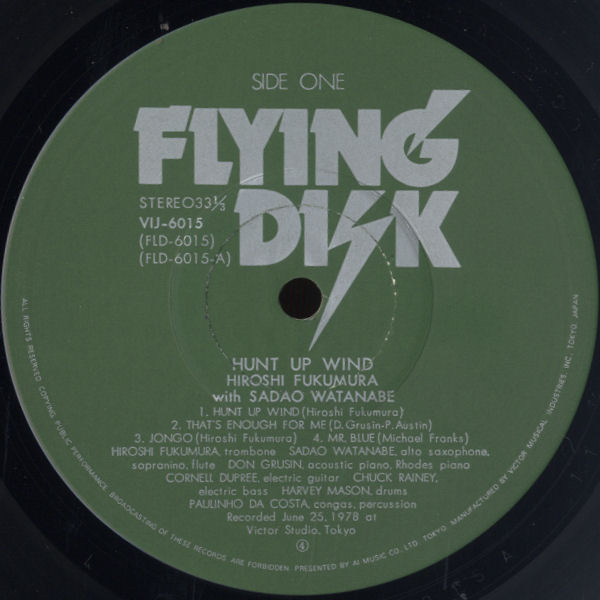 SIDE ONE
FLYING
DISK
STEREO33⅓
VIJ-6015
(FLD-6015)
(FLD-6015-A)
HUNT UP WIND
HIROSHI FUKUMURA
with SADAO WATANABE
1. HUNT UP WIND (Hiroshi Fukumura)
2. THAT'S ENOUGH FOR ME (D. Grusin-P. Austin)
3. JONGO (Hiroshi Fukumura) 4. MR. BLUE (Michael Franks)
HIROSHI FUKUMURA, trombone SADAO WATANABE, alto saxophone,
sopranino, flute DON GRUSIN, acoustic piano, Rhodes piana
CORNELL DUPREE, electric guitar CHUCK RAINEY,
electric bass HARVEY MASON, drums
PAULINHO DA COSTA, congas, percussion
Recorded June 25, 1978 at
Victor Studio, Tokyo
④
ALL RIGHTS RESERVED. COPYING, PUBLIC PERFORMANCE, BROADCASTING OF THESE RECORDS ARE FORBIDDEN. PRESENTED BY AI MUSIC CO., LTD. TOKYO. MANUFACTURED BY VICTOR MUSICAL INDUSTRIES, INC. TOKYO, JAPAN